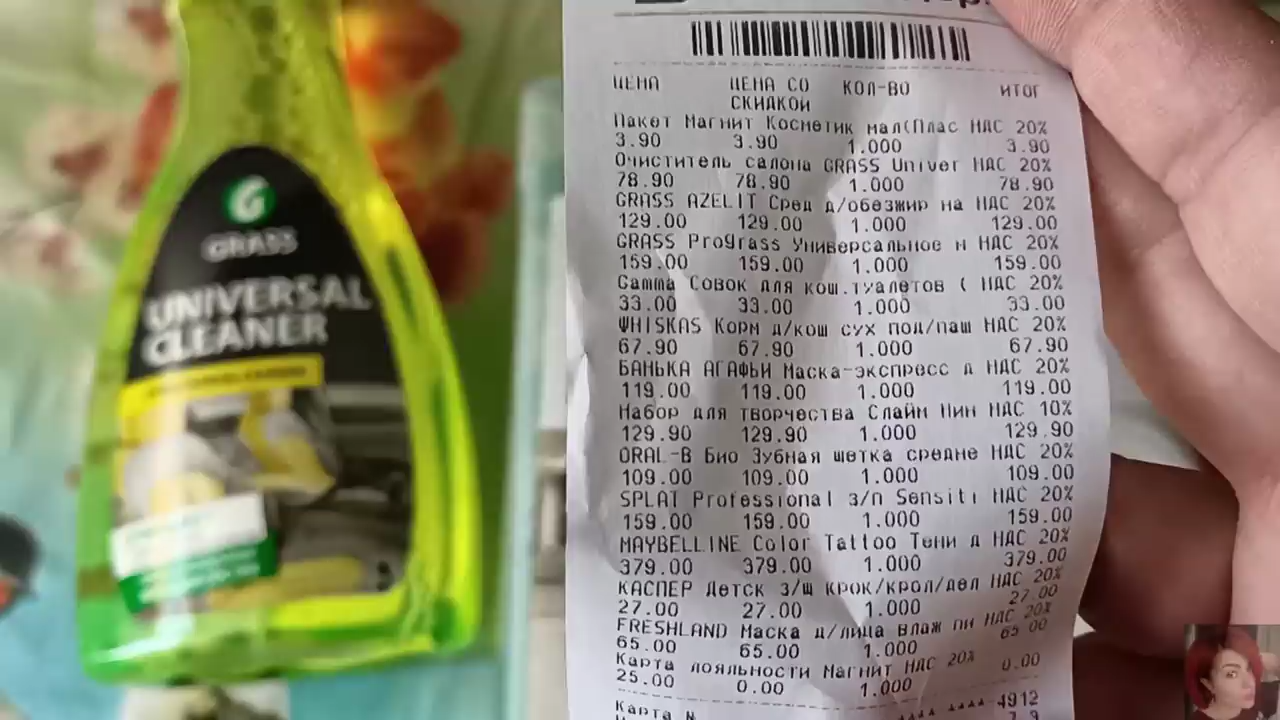 GRASS
UNIVERSAL
CLEANER
ЦЕНА ЦЕНА СО СКИДКОЙ КОЛ-ВО ИТОГ
Пакет Магнит Косметик мал(Плас НДС 20%
3.90 3.90 1.000 3.90
Очиститель салона GRASS Univer НДС 20%
78.90 78.90 1.000 78.90
GRASS AZELIT Сред д/обезжир на НДС 20%
129.00 129.00 1.000 129.00
GRASS ProGrass Универсальное н НДС 20%
159.00 159.00 1.000 159.00
Gamma Совок для кош.туалетов ( НДС 20%
33.00 33.00 1.000 33.00
WHISKAS Корм д/кош сух под/паш НДС 20%
67.90 67.90 1.000 67.90
БАНЬКА АГАФЬИ Маска-экспресс д НДС 20%
119.00 119.00 1.000 119.00
Набор для творчества Слайм Нин НДС 10%
129.90 129.90 1.000 129.90
ORAL-B Био Зубная щетка средне НДС 20%
109.00 109.00 1.000 109.00
SPLAT Professional З/п Sensiti НДС 20%
159.00 159.00 1.000 159.00
MAYBELLINE Color Tattoo Тени д НДС 20%
379.00 379.00 1.000 379.00
КАСПЕР Детск З/щ крок/крол/дел НДС 20%
27.00 27.00 1.000 27.00
FRESHLAND Маска д/лица влаж пи НДС 20%
65.00 65.00 1.000 65.00
Карта лояльности Магнит НДС 20%
25.00 0.00 1.000 0.00
Карта N 4912